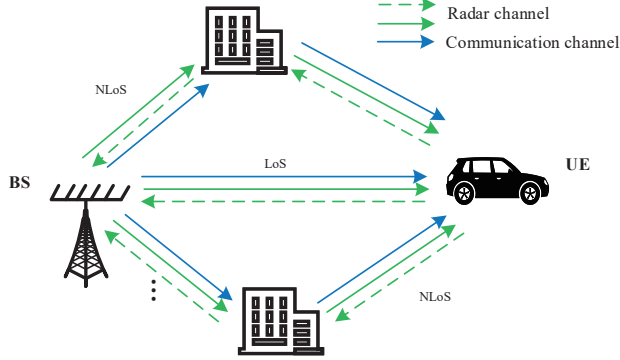 Radar channel
Communication channel
NLoS
LoS
BS
UE
NLoS